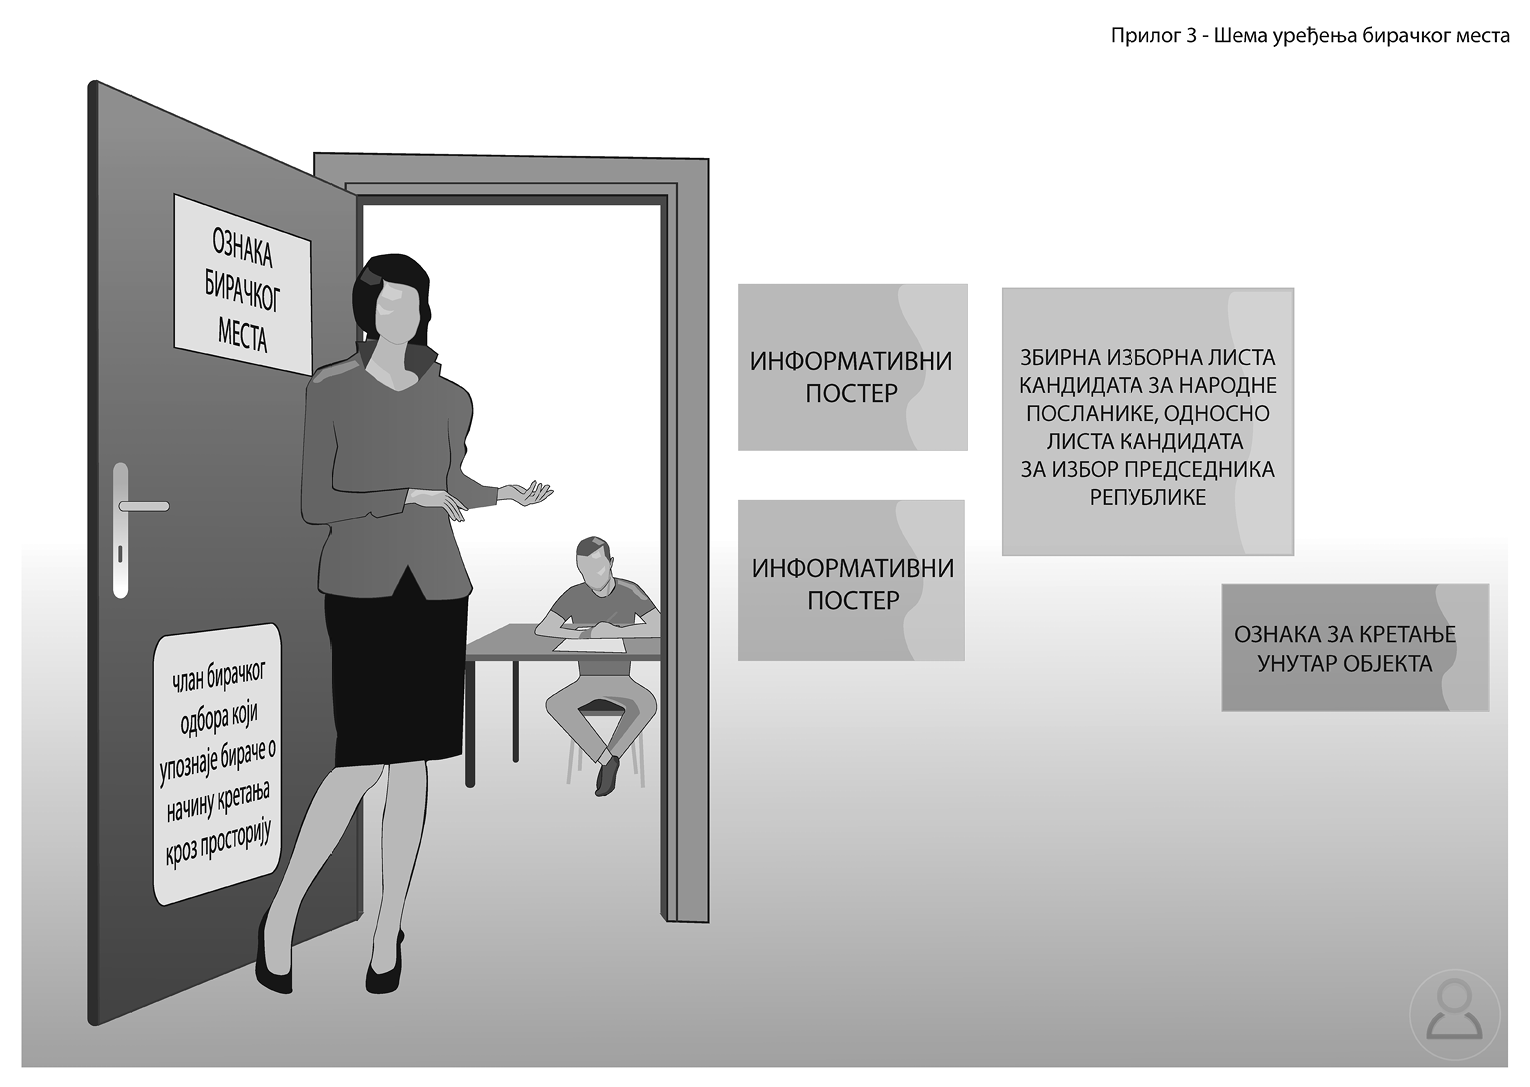 Прилог 3 - Шема уређења бирачког места
ОЗНАКА
БИРАЧКОГ
МЕСТА
члан бирачког
одбора који
упознаје бираче о
начину кретања
кроз просторију
ИНФОРМАТИВНИ
ПОСТЕР
ИНФОРМАТИВНИ
ПОСТЕР
ЗБИРНА ИЗБОРНА ЛИСТА
КАНДИДАТА ЗА НАРОДНЕ
ПОСЛАНИКЕ, ОДНОСНО
ЛИСТА КАНДИДАТА
ЗА ИЗБОР ПРЕДСЕДНИКА
РЕПУБЛИКЕ
ОЗНАКА ЗА КРЕТАЊЕ
УНУТАР ОБЈЕКТА